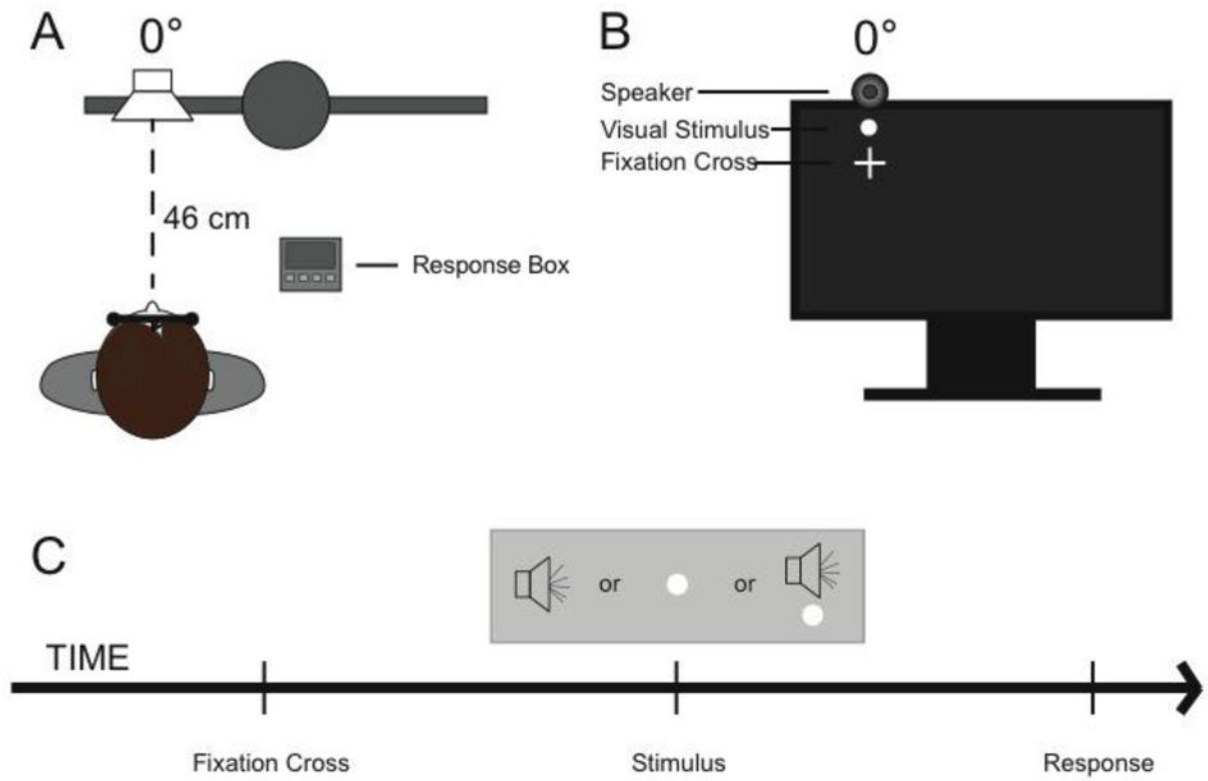 A
0°
46 cm
Response Box
B
0°
Speaker
Visual Stimulus
Fixation Cross
C
or
or
TIME
Fixation Cross
Stimulus
Response